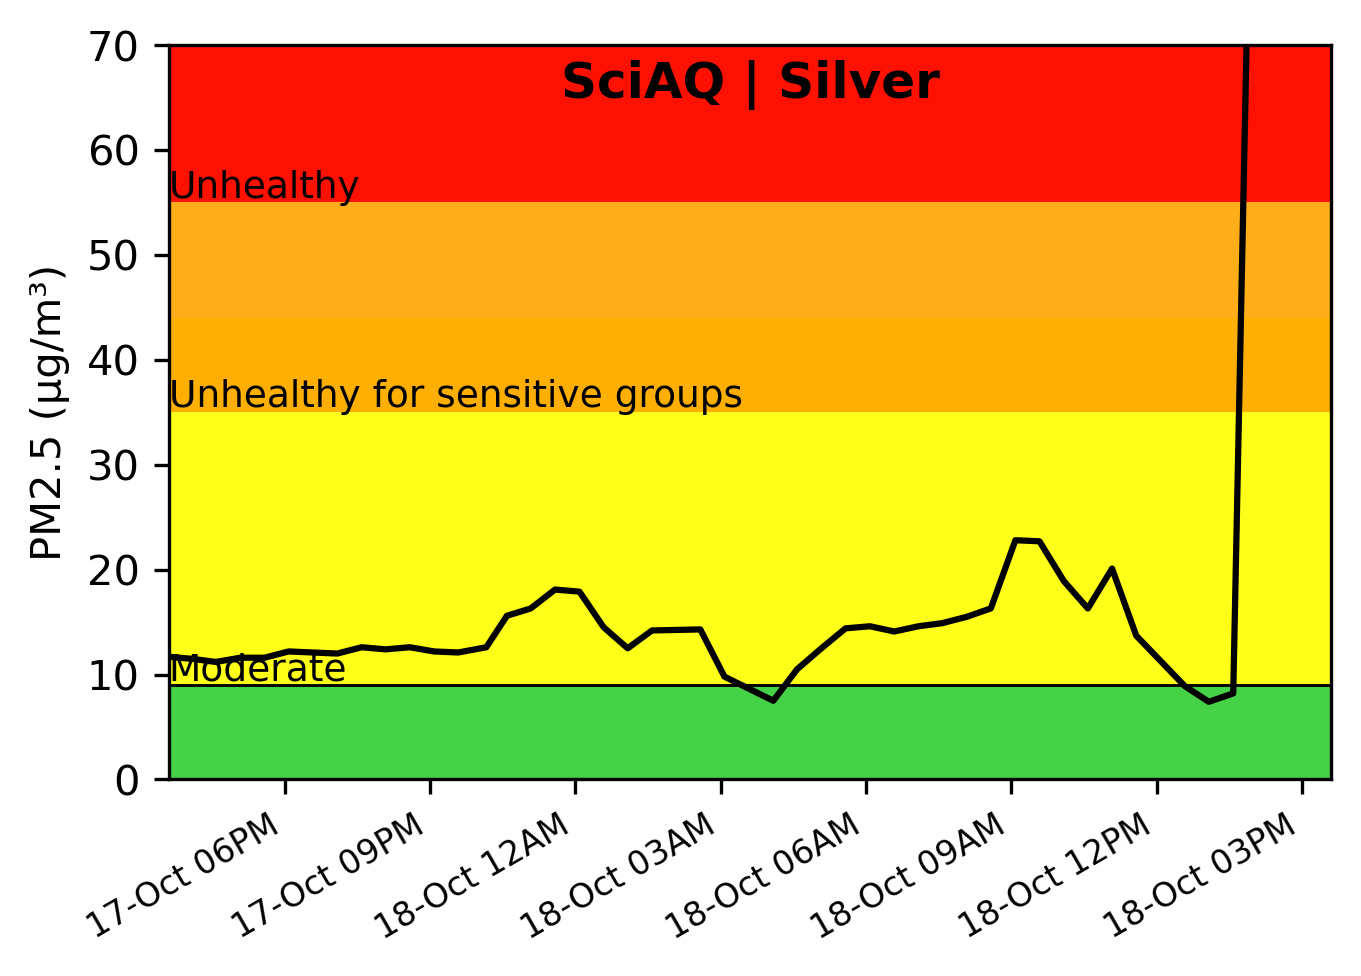 SciAQ | Silver
70
60
50
40
30
20
10
0
PM2.5 (µg/m³)
Unhealthy
Unhealthy for sensitive groups
Moderate
17-Oct 06PM
17-Oct 09PM
18-Oct 12AM
18-Oct 03AM
18-Oct 06AM
18-Oct 09AM
18-Oct 12PM
18-Oct 03PM